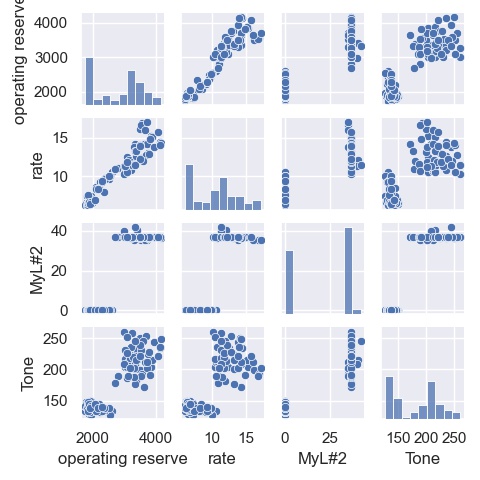 operating reserve
4000
3000
2000
rate
15
10
MyL#2
40
20
0
Tone
250
200
150
2000 4000 10 15 0 25 150 200 250
operating reserve rate MyL#2 Tone